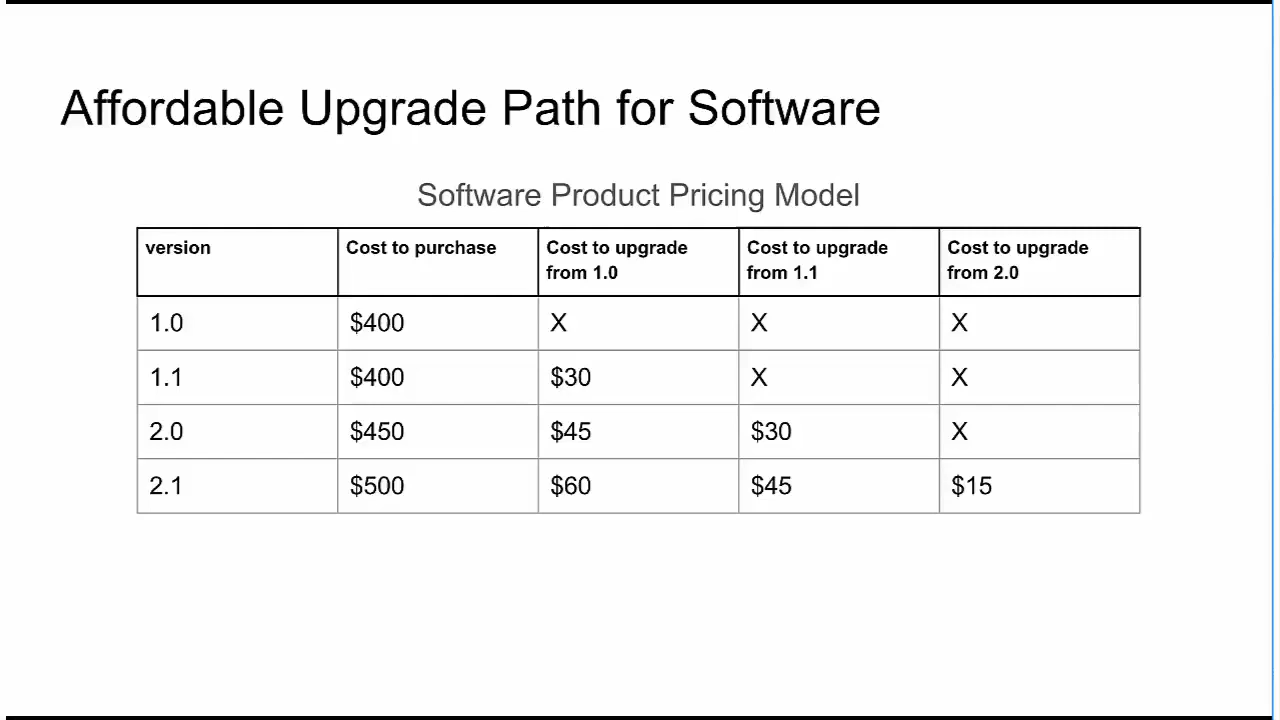 Affordable Upgrade Path for Software
Software Product Pricing Model
version Cost to purchase Cost to upgrade from 1.0 Cost to upgrade from 1.1 Cost to upgrade from 2.0
1.0 $400 X X X
1.1 $400 $30 X X
2.0 $450 $45 $30 X
2.1 $500 $60 $45 $15